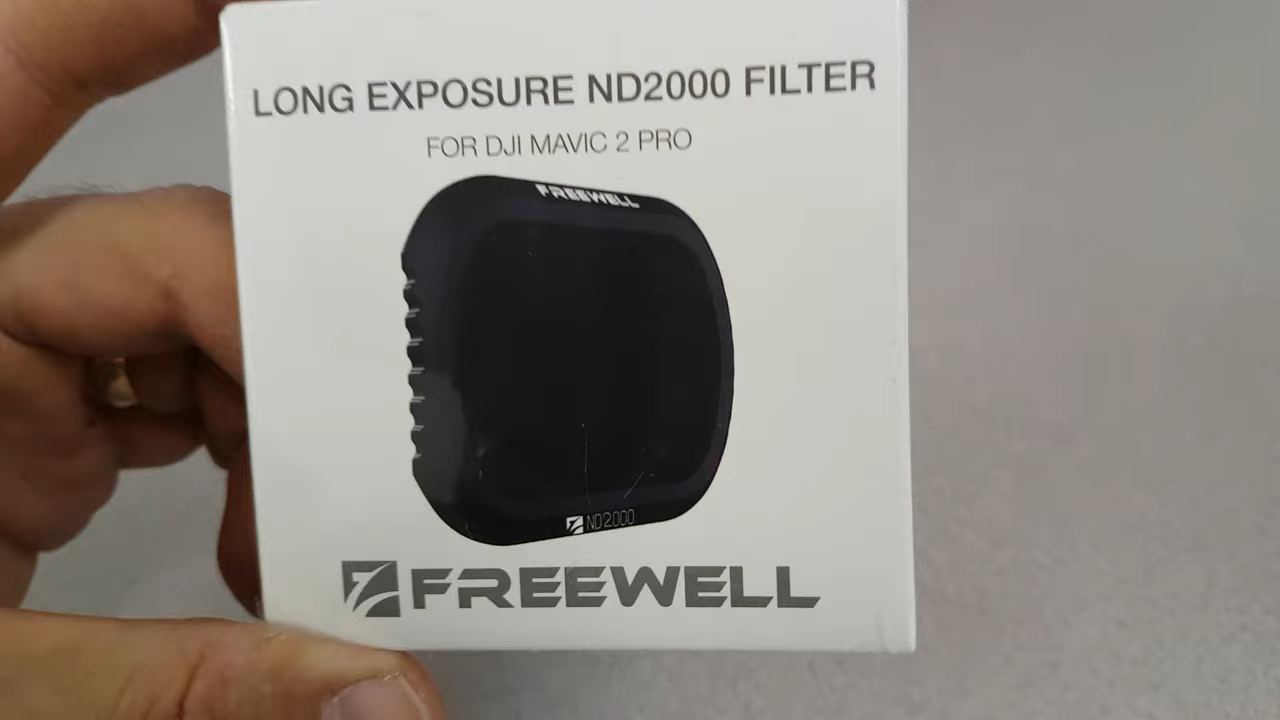 LONG EXPOSURE ND2000 FILTER
FOR DJI MAVIC 2 PRO
FREEWELL
ND2000
FREEWELL